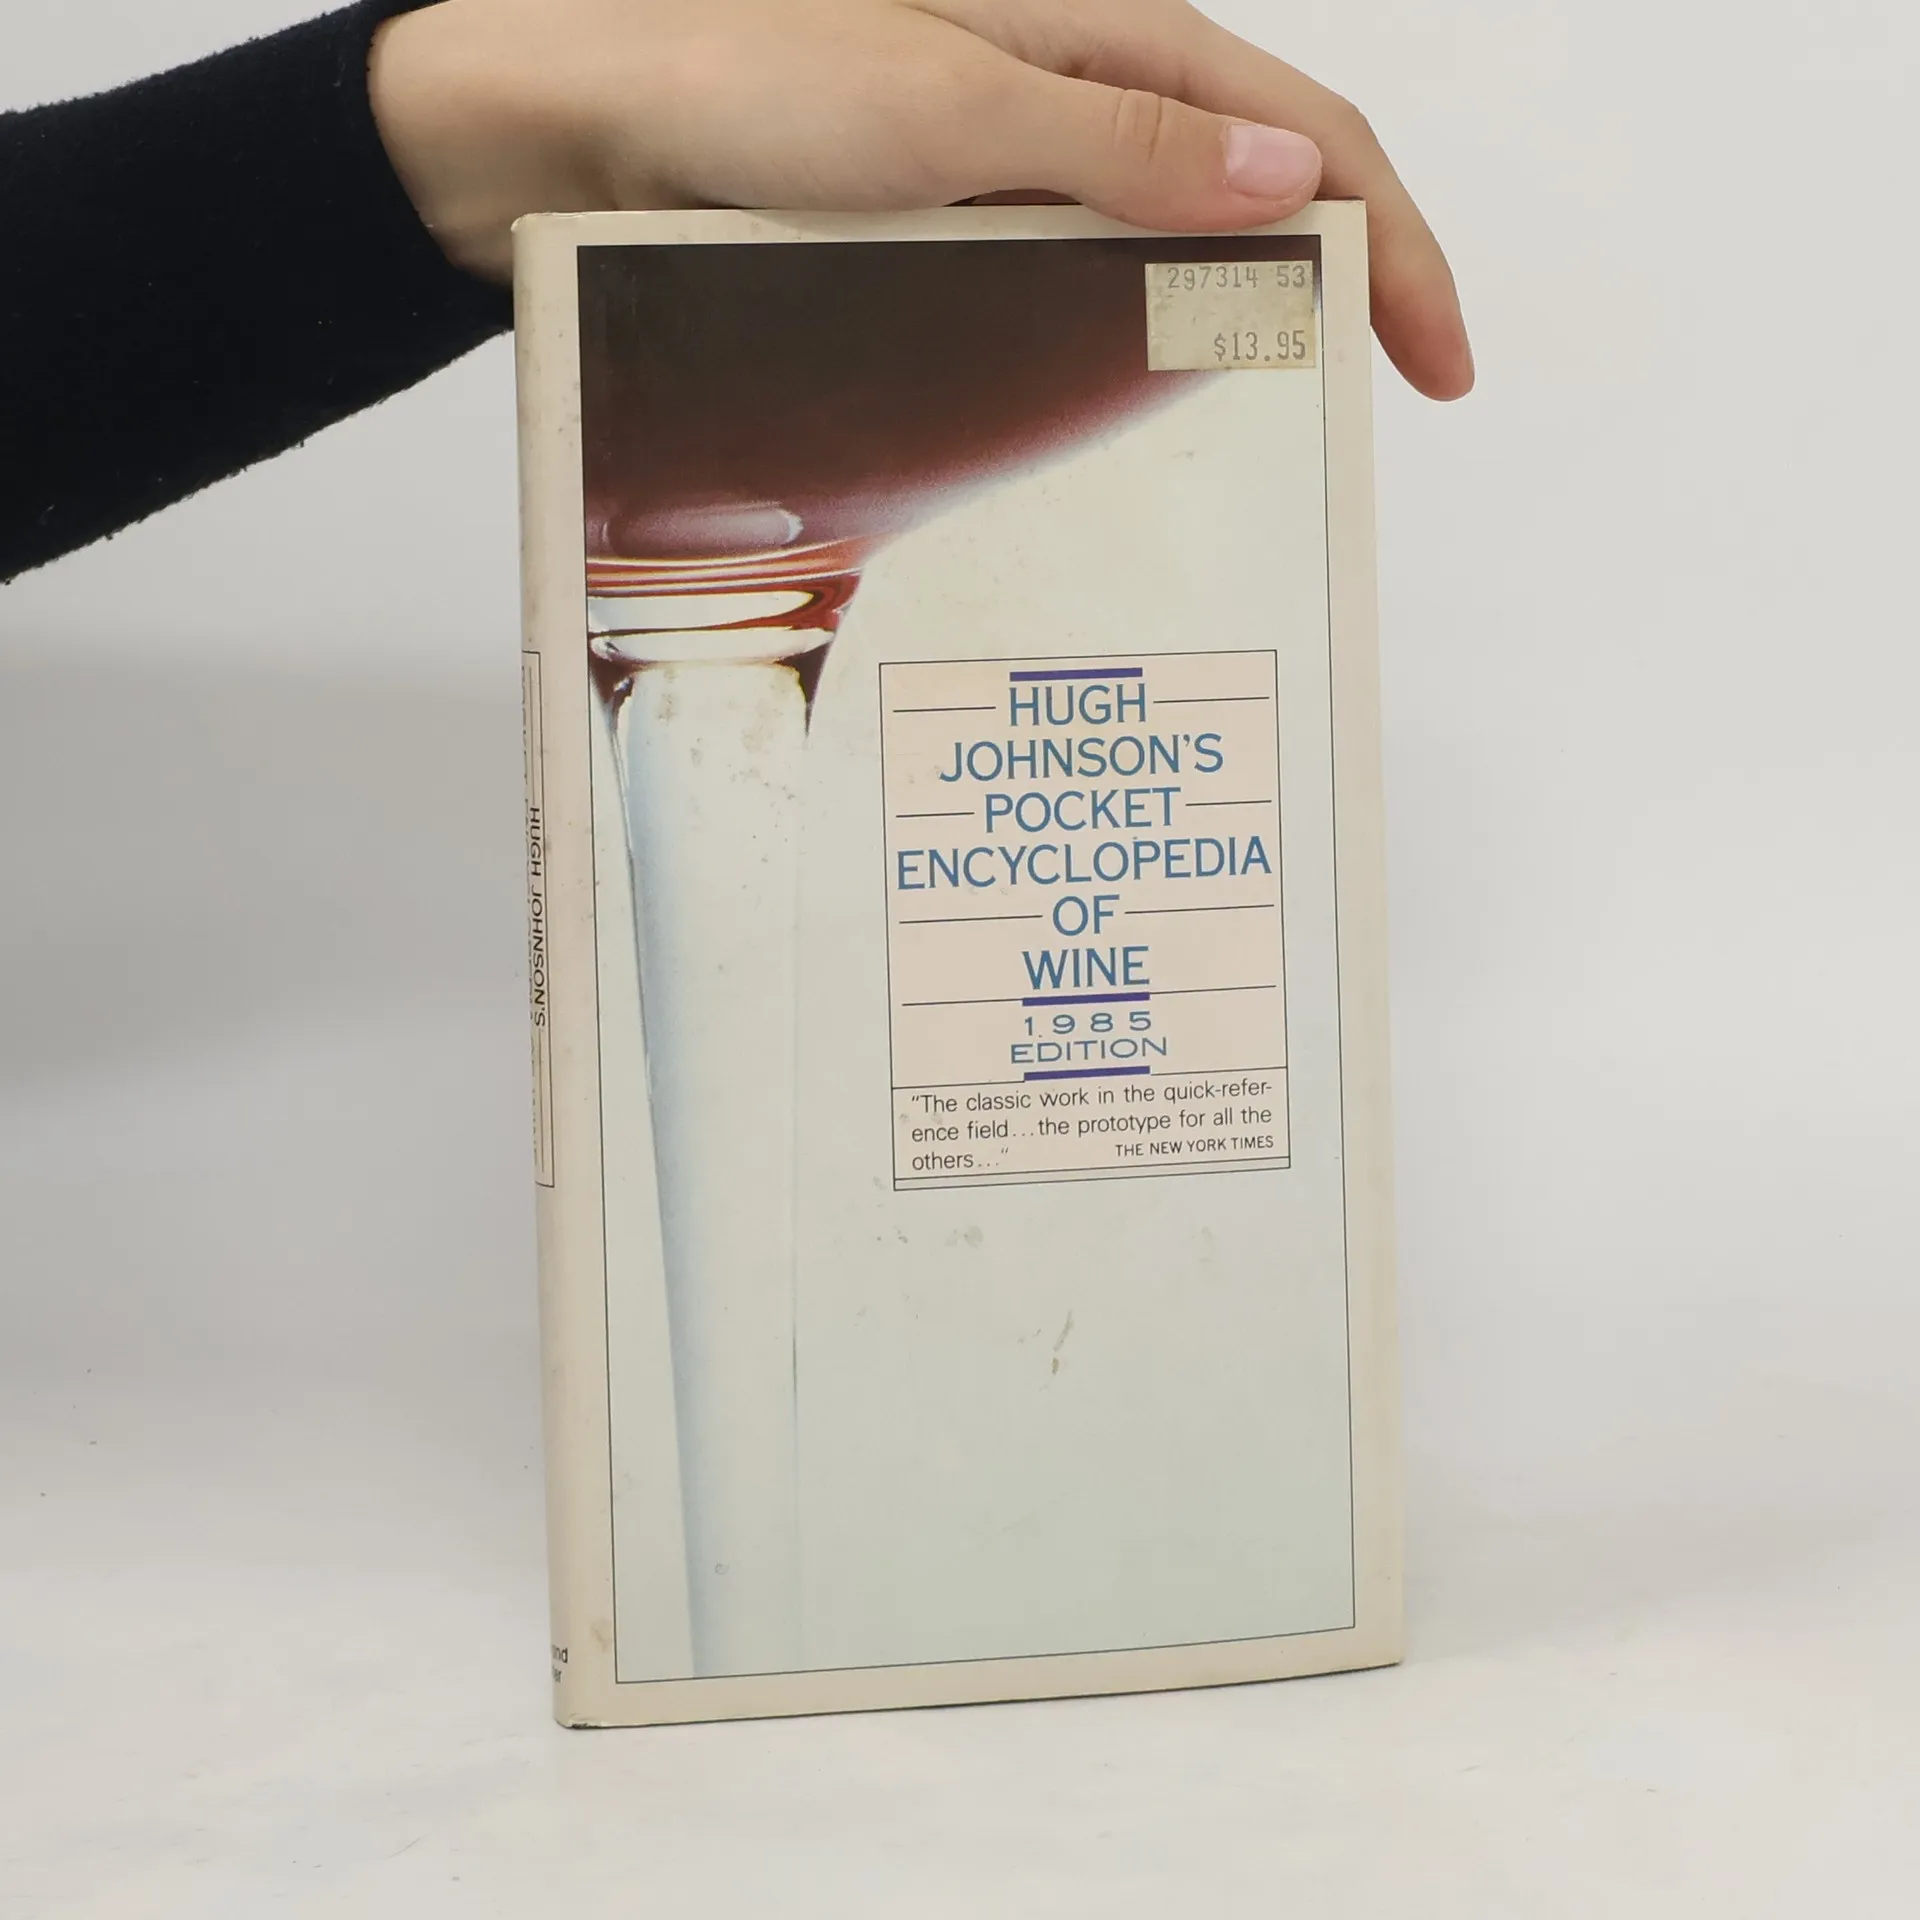 297314 53
$13.95
HUGH
JOHNSON'S
POCKET
ENCYCLOPEDIA
OF
WINE
1985
EDITION
"The classic work in the quick-refer-
ence field...the prototype for all the
others..."
THE NEW YORK TIMES
HUGH JOHNSON'S